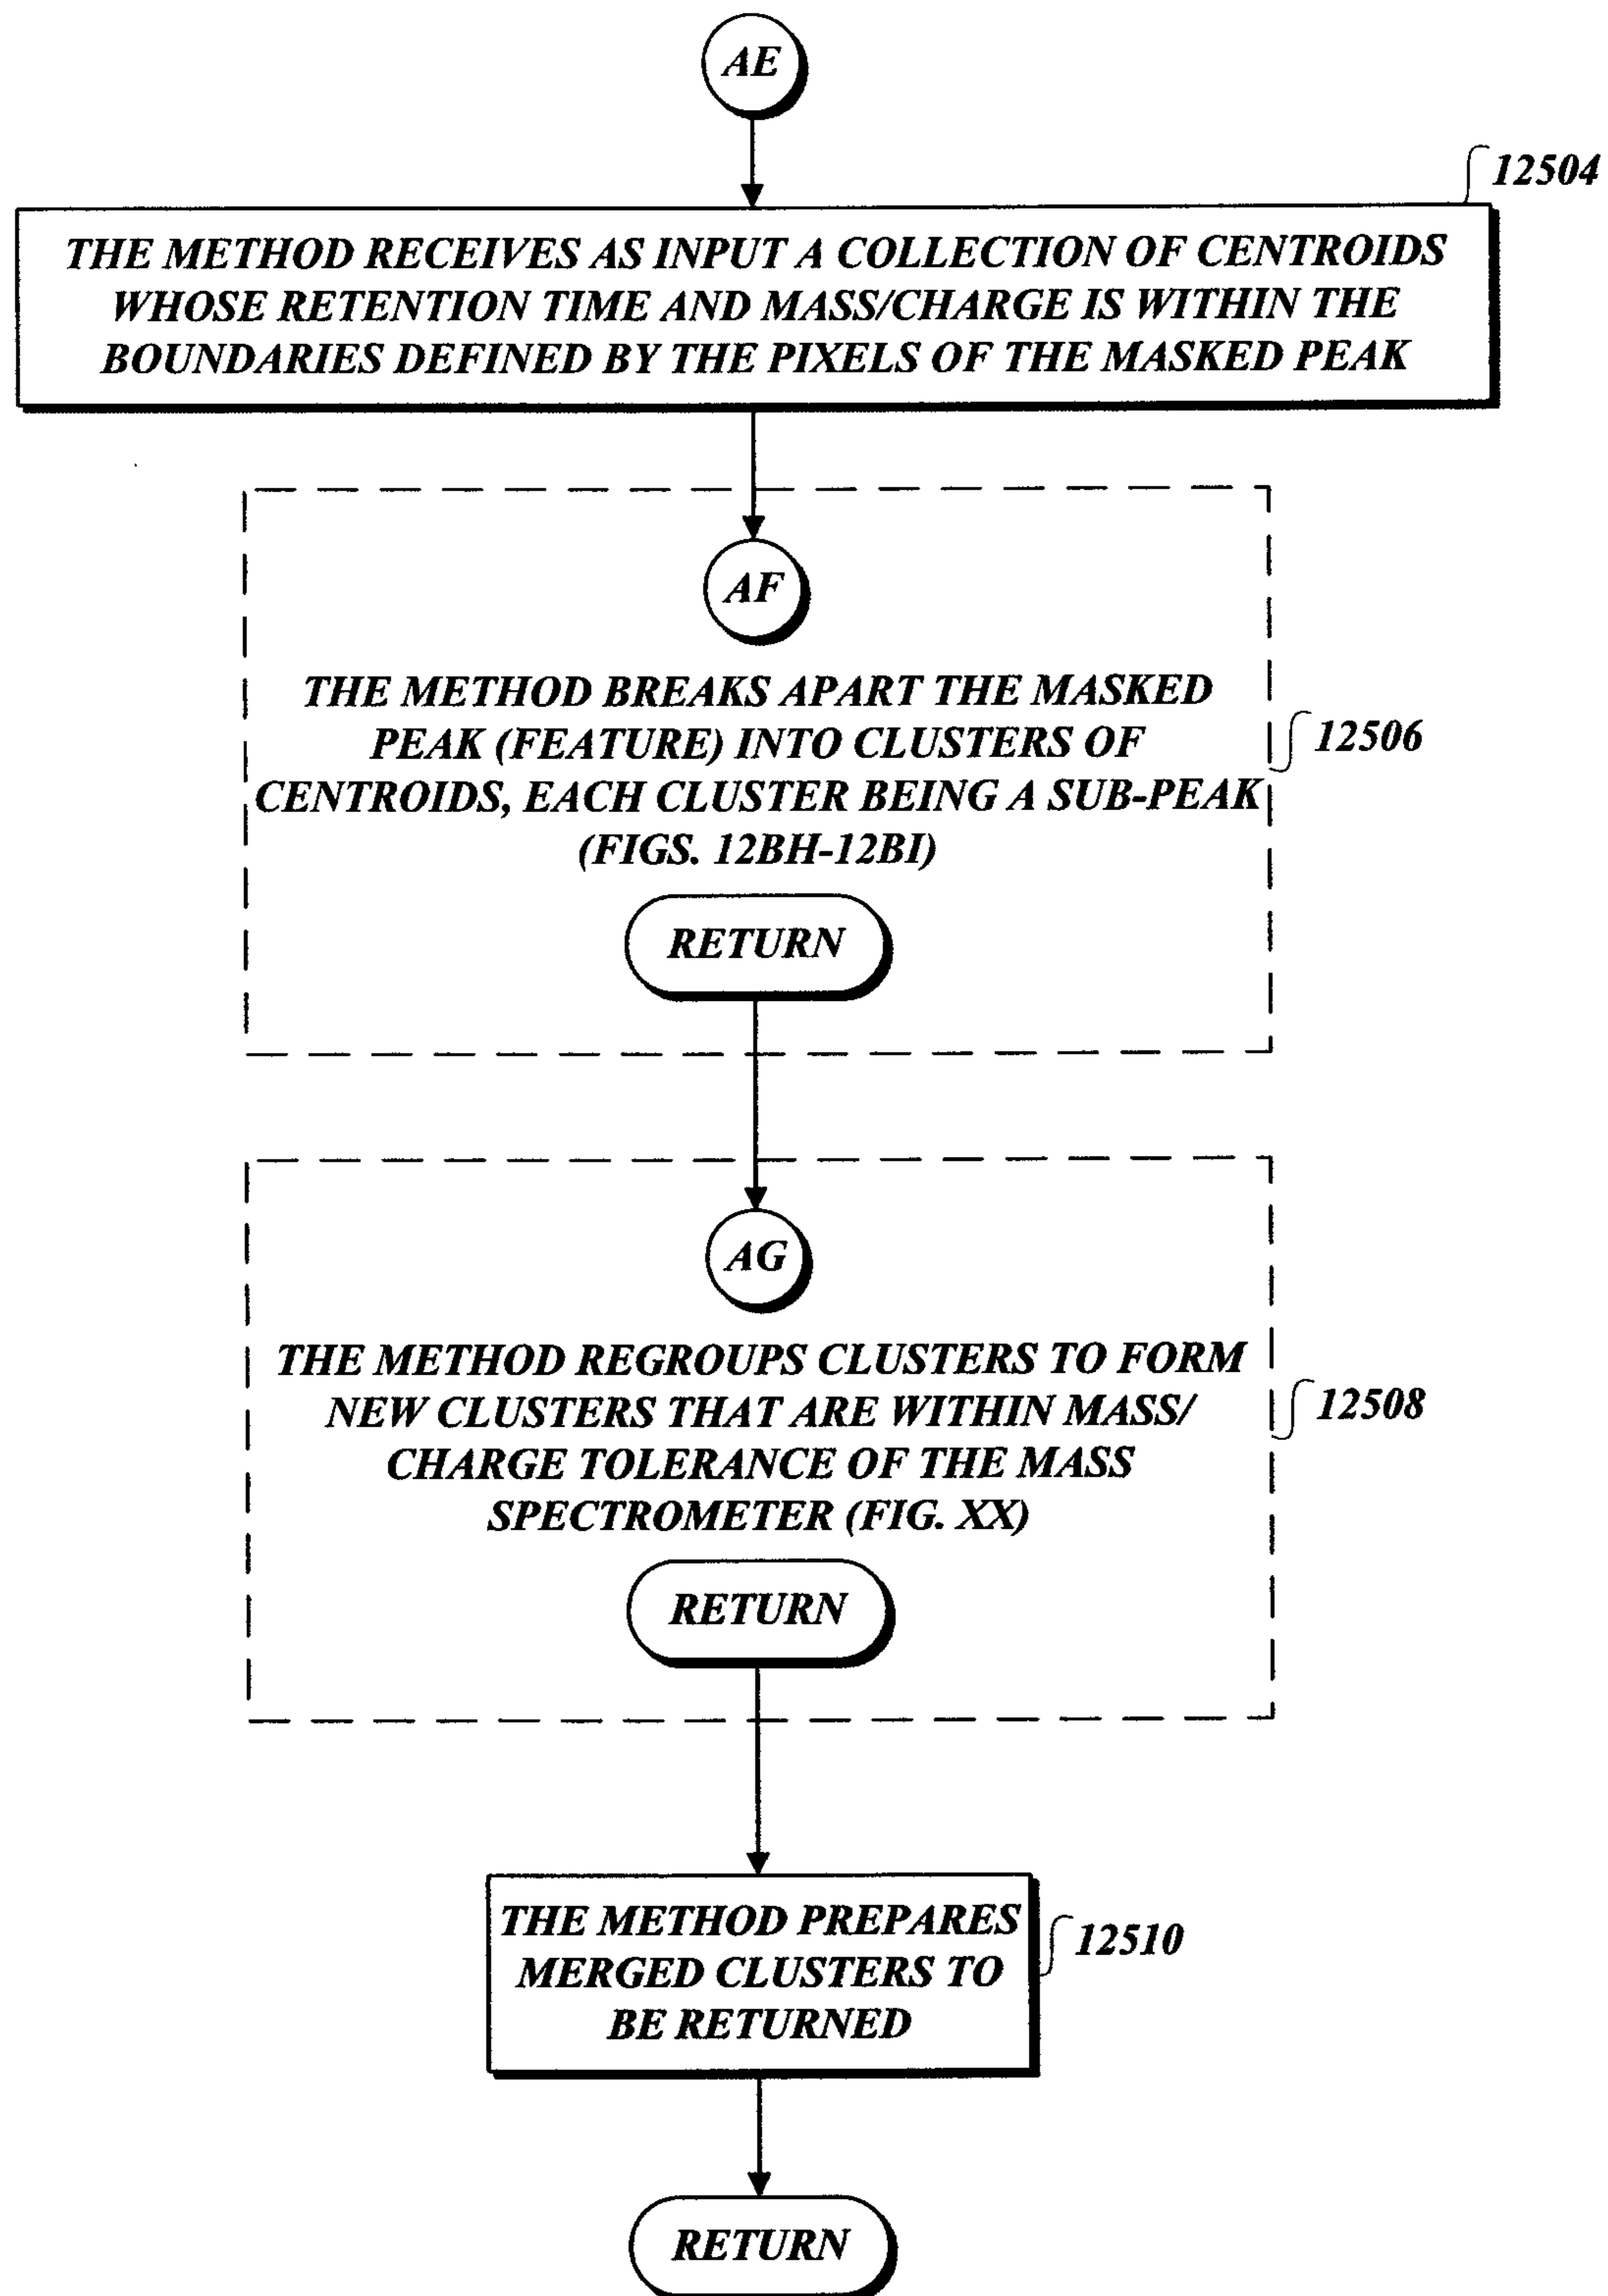 AE
12504
THE METHOD RECEIVES AS INPUT A COLLECTION OF CENTROIDS
WHOSE RETENTION TIME AND MASS/CHARGE IS WITHIN THE
BOUNDARIES DEFINED BY THE PIXELS OF THE MASKED PEAK
AF
THE METHOD BREAKS APART THE MASKED
PEAK (FEATURE) INTO CLUSTERS OF
12506
CENTROIDS, EACH CLUSTER BEING A SUB-PEAK
(FIGS. 12BH-12BI)
RETURN
AG
THE METHOD REGROUPS CLUSTERS TO FORM
NEW CLUSTERS THAT ARE WITHIN MASS/
12508
CHARGE TOLERANCE OF THE MASS
SPECTROMETER (FIG. XX)
RETURN
THE METHOD PREPARES
12510
MERGED CLUSTERS TO
BE RETURNED
RETURN